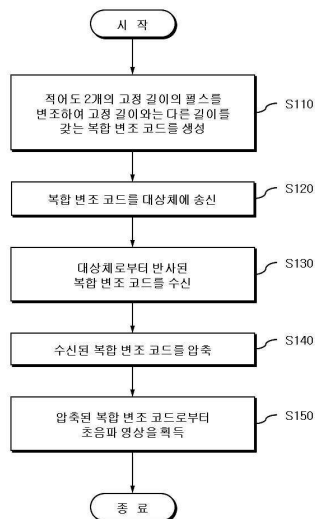 시 작
적어도 2개의 고정 길이의 펄스를
변조하여 고정 길이와는 다른 길이를
갖는 복합 변조 코드를 생성
S110
복합 변조 코드를 대상체에 송신
S120
대상체로부터 반사된
복합 변조 코드를 수신
S130
수신된 복합 변조 코드를 압축
S140
압축된 복합 변조 코드로부터
초음파 영상을 획득
S150
종 료